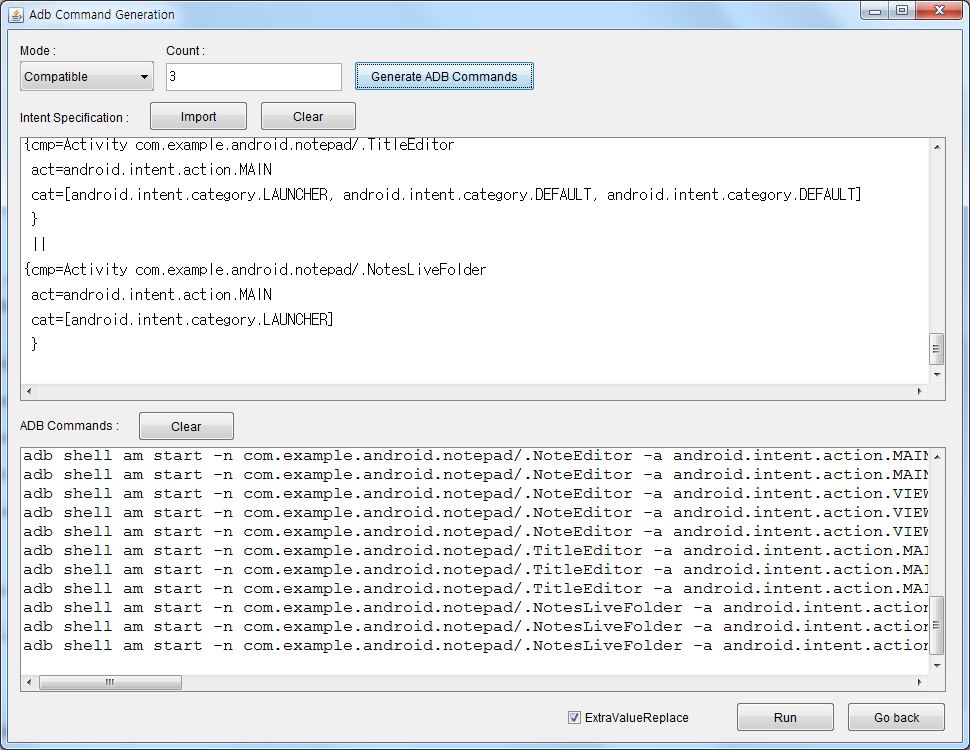 Adb Command Generation
Mode :
Count :
Compatible
3
Generate ADB Commands
Intent Specification :
Import
Clear
{cmp=Activity com.example.android.notepad/.TitleEditor
act=android.intent.action.MAIN
cat=[android.intent.category.LAUNCHER, android.intent.category.DEFAULT, android.intent.category.DEFAULT]
}
||
{cmp=Activity com.example.android.notepad/.NotesLiveFolder
act=android.intent.action.MAIN
cat=[android.intent.category.LAUNCHER]
}
ADB Commands :
Clear
adb shell am start -n com.example.android.notepad/.NoteEditor -a android.intent.action.MAIN
adb shell am start -n com.example.android.notepad/.NoteEditor -a android.intent.action.MAIN
adb shell am start -n com.example.android.notepad/.NoteEditor -a android.intent.action.VIEW
adb shell am start -n com.example.android.notepad/.NoteEditor -a android.intent.action.VIEW
adb shell am start -n com.example.android.notepad/.NoteEditor -a android.intent.action.VIEW
adb shell am start -n com.example.android.notepad/.TitleEditor -a android.intent.action.MAI
adb shell am start -n com.example.android.notepad/.TitleEditor -a android.intent.action.MAI
adb shell am start -n com.example.android.notepad/.TitleEditor -a android.intent.action.MAI
adb shell am start -n com.example.android.notepad/.NotesLiveFolder -a android.intent.action
adb shell am start -n com.example.android.notepad/.NotesLiveFolder -a android.intent.action
adb shell am start -n com.example.android.notepad/.NotesLiveFolder -a android.intent.action
ExtraValueReplace
Run
Go back